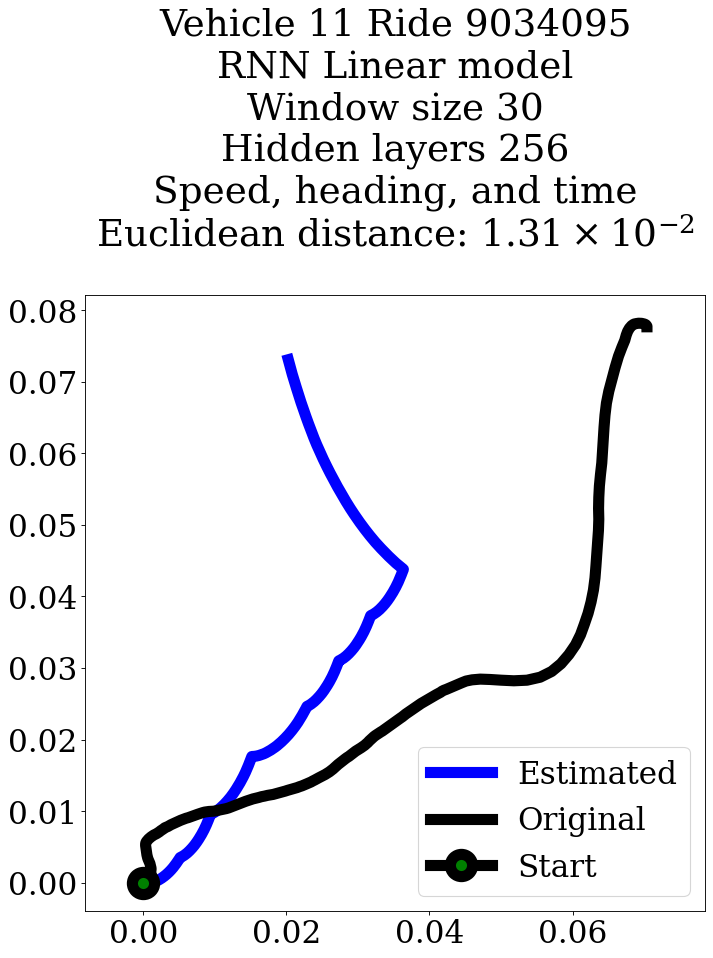 Vehicle 11 Ride 9034095
RNN Linear model
Window size 30
Hidden layers 256
Speed, heading, and time
Euclidean distance: 1.31 × 10⁻²
0.08
0.07
0.06
0.05
0.04
0.03
0.02
0.01
0.00
Estimated
Original
Start
0.00 0.02 0.04 0.06